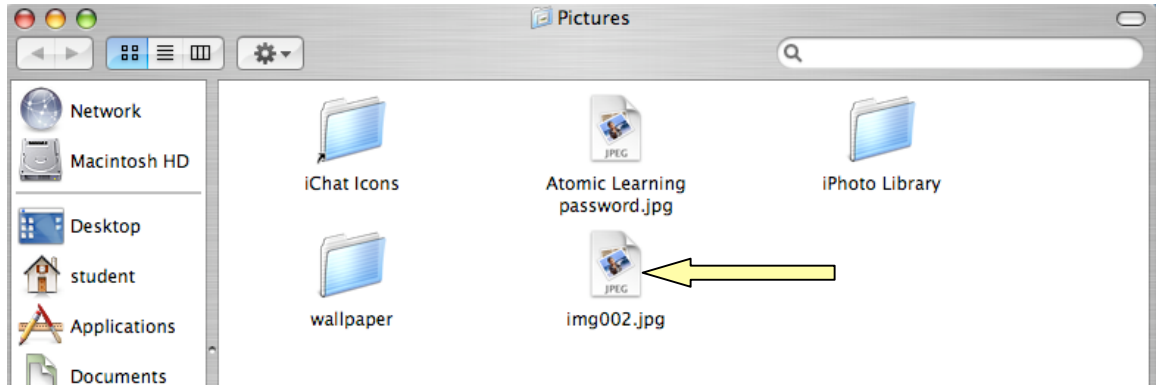 Pictures
Network
Macintosh HD
Desktop
student
Applications
Documents
iChat Icons
JPEG
Atomic Learning
password.jpg
iPhoto Library
wallpaper
JPEG
img002.jpg